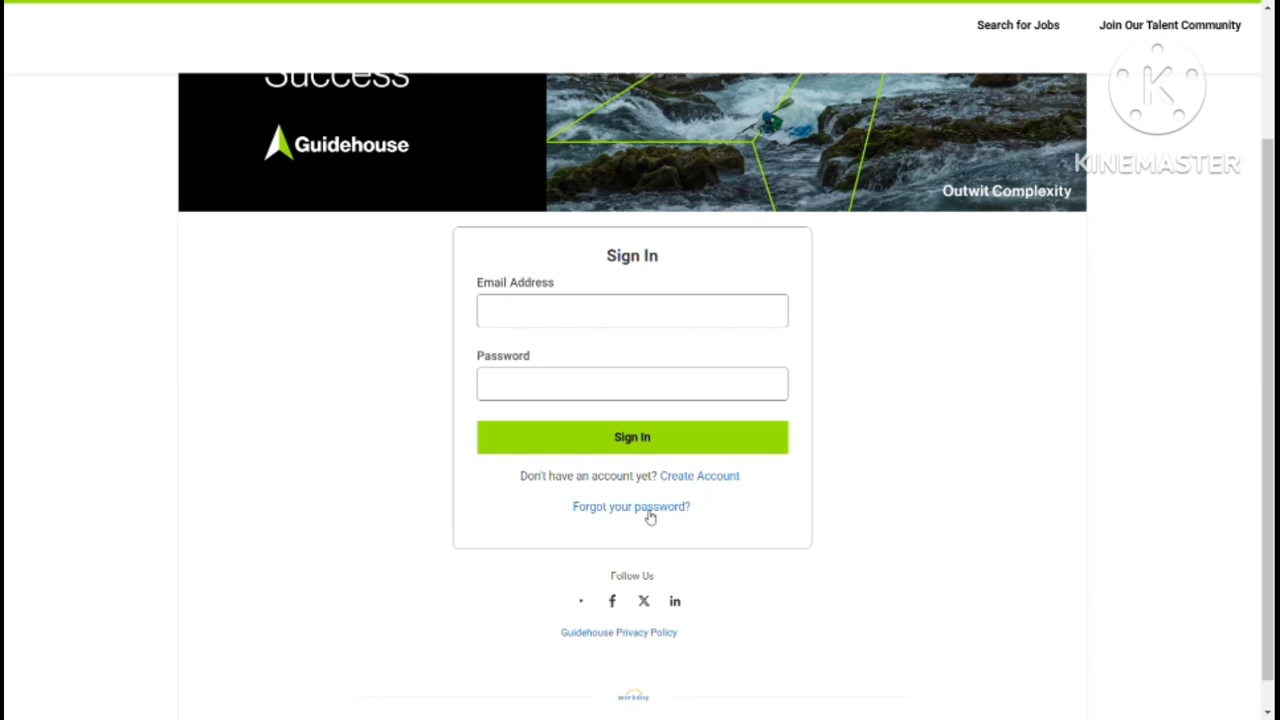 Search for Jobs Join Our Talent Community
Success
K
KINEMASTER
Guidehouse
Outwit Complexity
Sign In
Email Address
Password
Sign In
Don't have an account yet? Create Account
Forgot your password?
Follow Us
Guidehouse Privacy Policy
workday